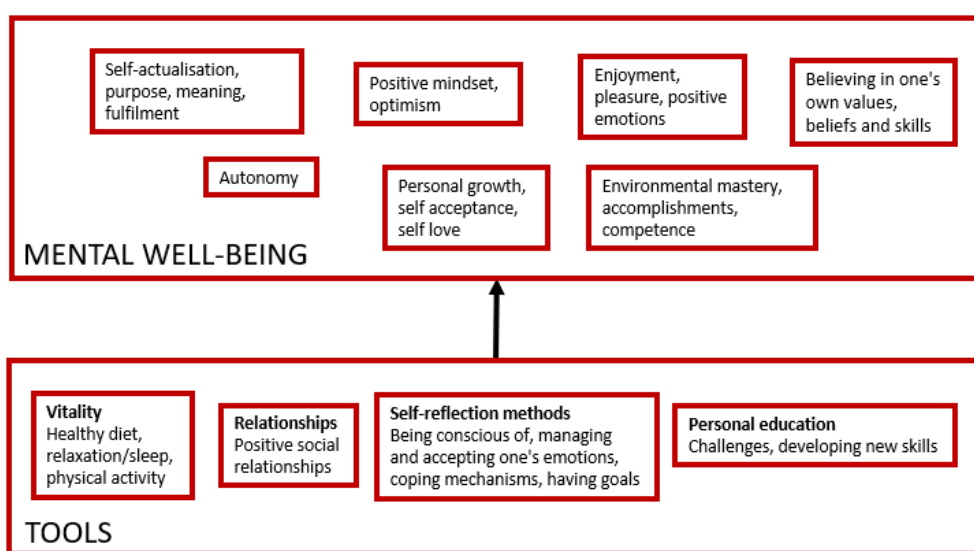 Self-actualisation,
purpose, meaning,
fulfilment
Positive mindset,
optimism
Enjoyment,
pleasure, positive
emotions
Believing in one's
own values,
beliefs and skills
Autonomy
Personal growth,
self acceptance,
self love
Environmental mastery,
accomplishments,
competence
MENTAL WELL-BEING
Vitality
Healthy diet,
relaxation/sleep,
physical activity
Relationships
Positive social
relationships
Self-reflection methods
Being conscious of, managing
and accepting one's emotions,
coping mechanisms, having goals
Personal education
Challenges, developing new skills
TOOLS